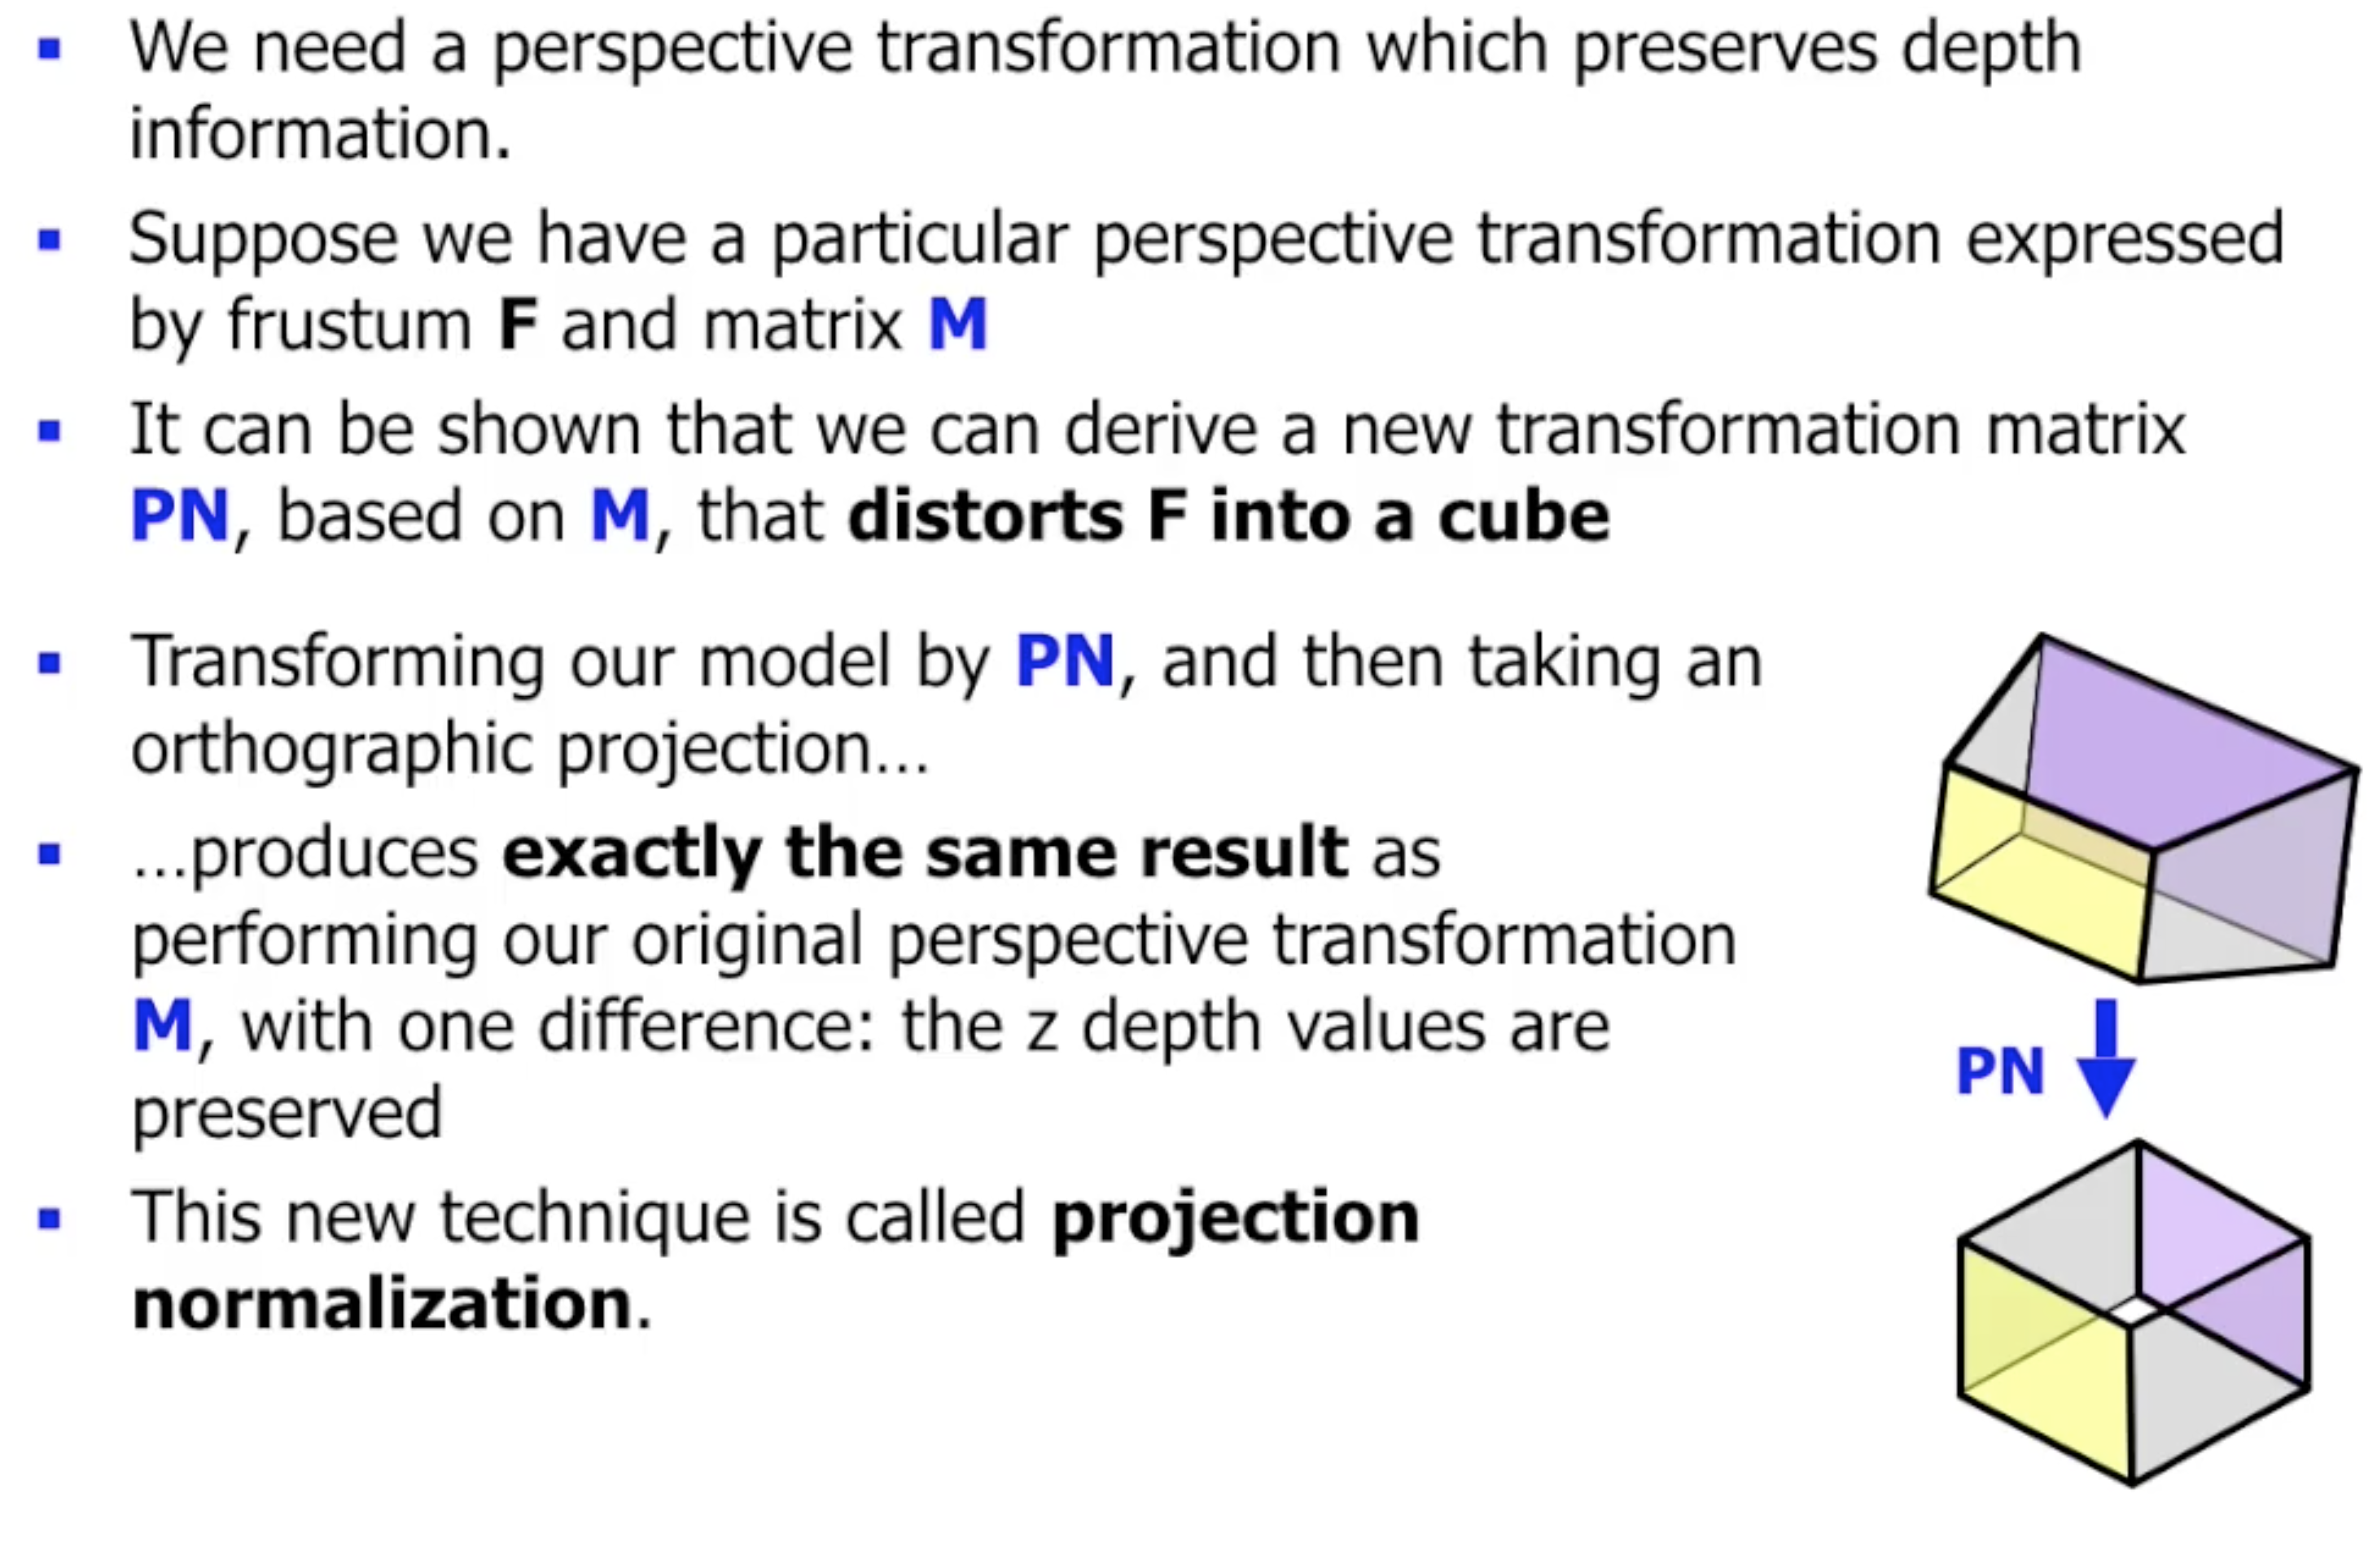 ▪ We need a perspective transformation which preserves depth
information.
▪ Suppose we have a particular perspective transformation expressed
by frustum F and matrix M
▪ It can be shown that we can derive a new transformation matrix
PN, based on M, that distorts F into a cube
▪ Transforming our model by PN, and then taking an
orthographic projection…
▪ …produces exactly the same result as
performing our original perspective transformation
M, with one difference: the z depth values are
preserved
▪ This new technique is called projection
normalization.
PN